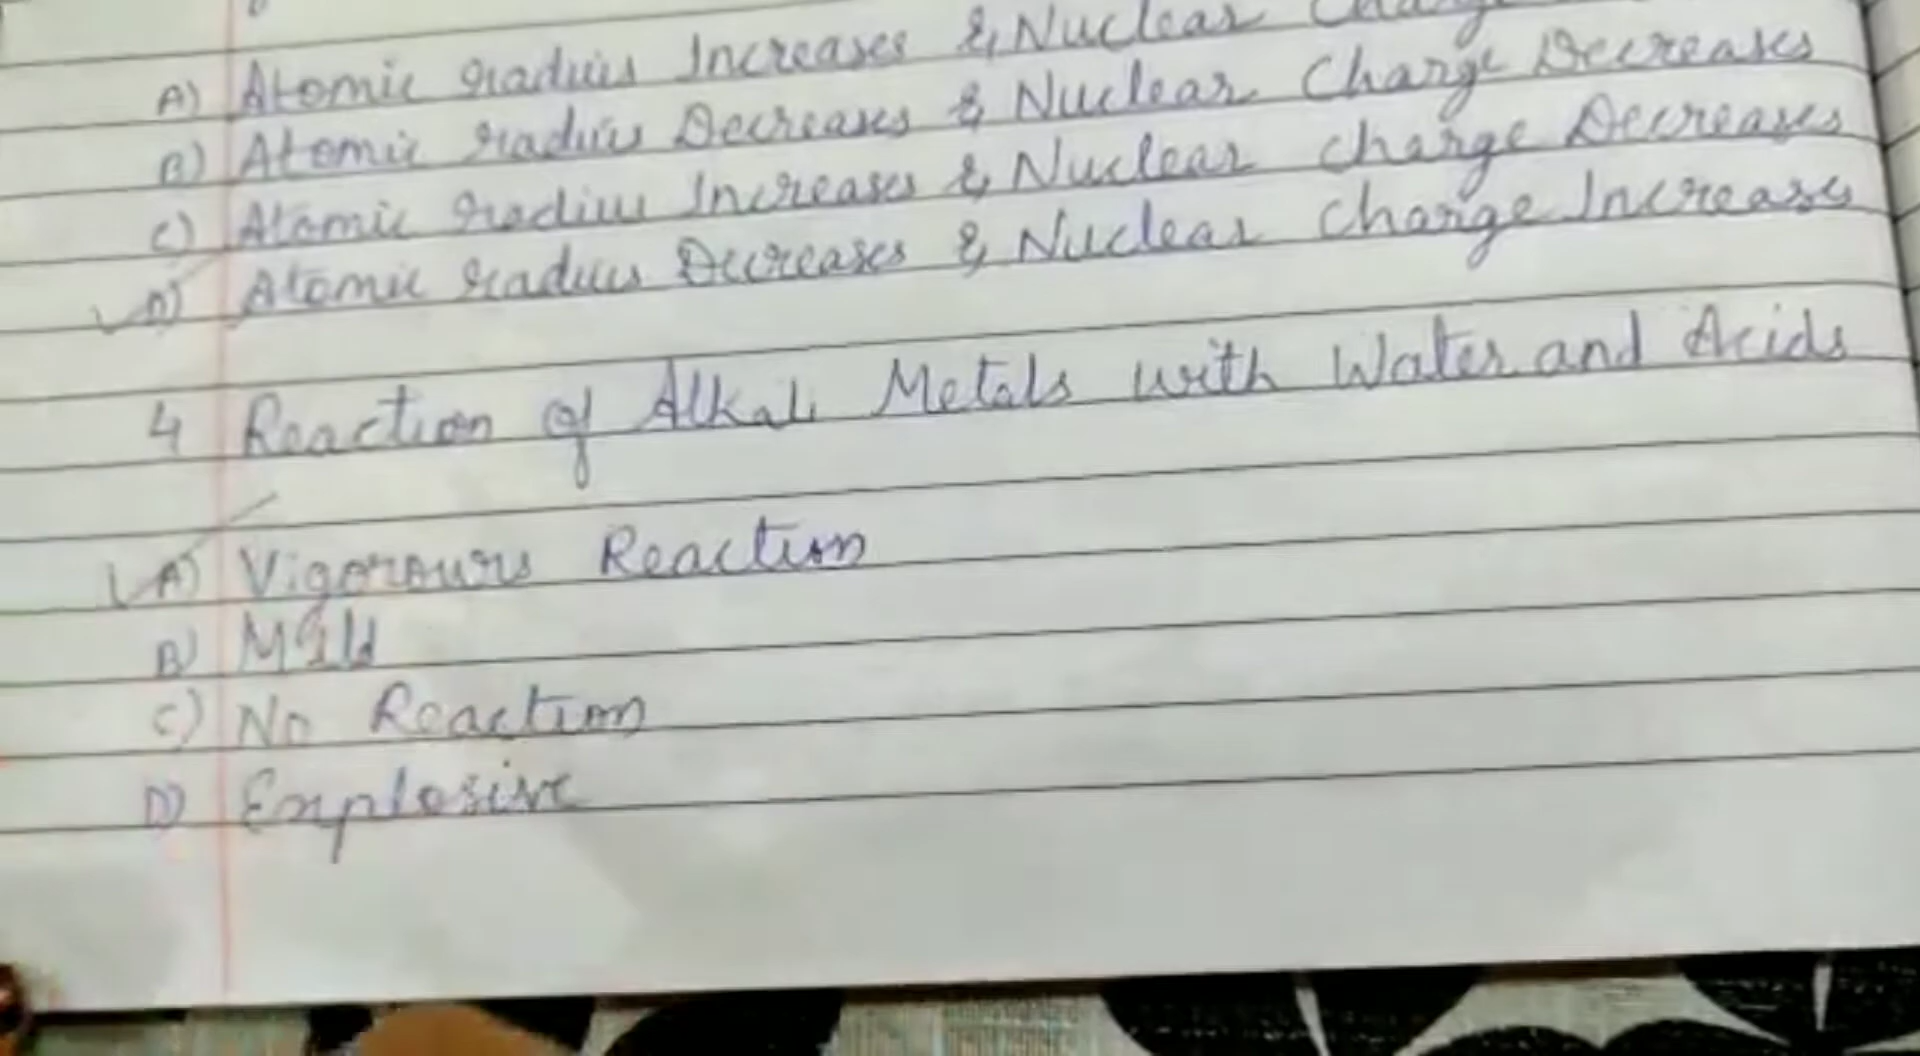 A) Atomic radius Increases & Nuclear
B) Atomic radius Decreases & Nuclear Charge Decreases
C) Atomic radius Increases & Nuclear charge Decreases
D) Atomic radius Decreases & Nuclear charge Increases
4 Reaction of Alkali Metals with Water and Acids
A) Vigorours Reaction
B) Mild
C) No Reaction
D) Explosive